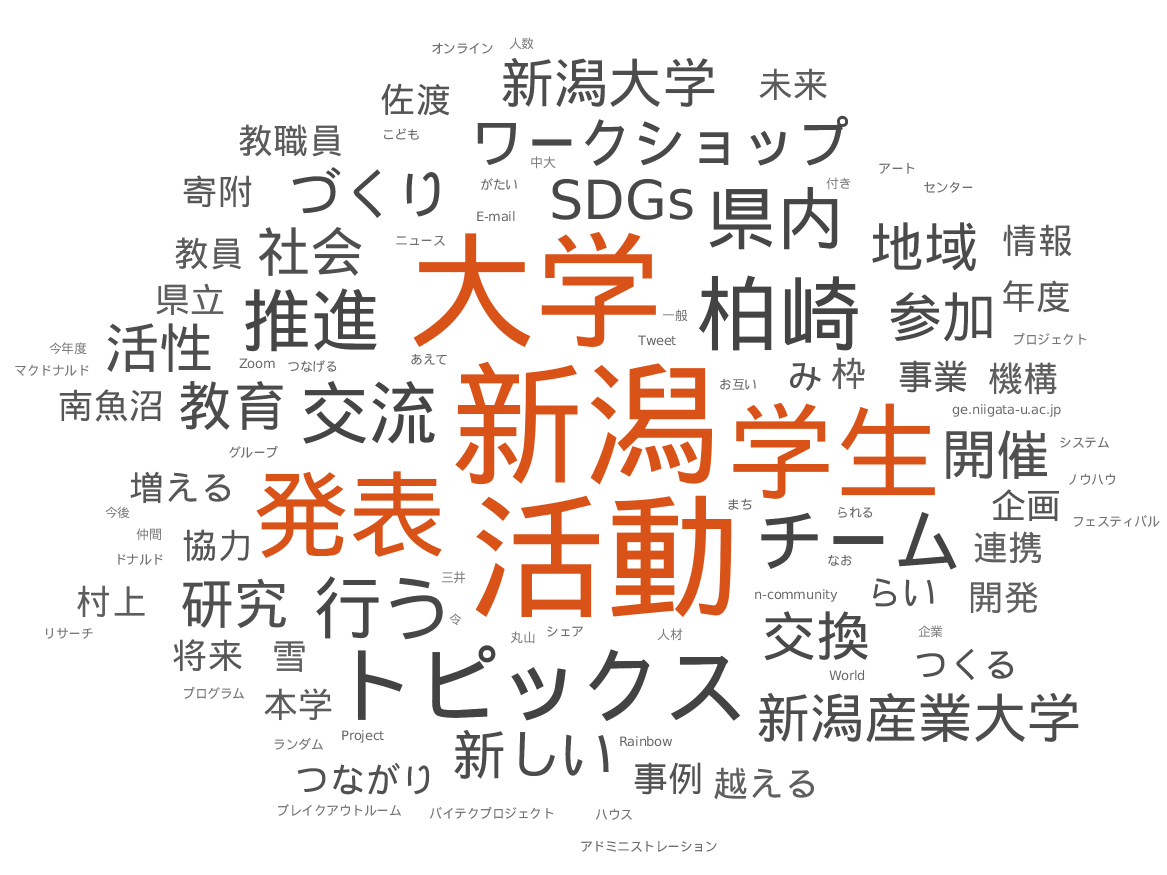 オンライン
人数
新潟大学
未来
佐渡
教職員
こども
ワークショップ
中大
アート
寄附
づくり
がたい
SDGs
付き
センター
E-mail
県内
教員
社会
ニュース
大学
地域
情報
県立
推進
一般
柏崎
参加
年度
今年度
活性
Tweet
プロジェクト
マクドナルド
Zoom
つなげる
あえて
お互い
み
枠
事業
機構
南魚沼
教育
交流
新潟
学生
ge.niigata-u.ac.jp
グループ
開催
システム
増える
発表
ノウハウ
今後
活動
まち
られる
企画
フェスティバル
仲間
ドナルド
協力
チーム
なお
連携
村上
研究
行う
三井
n-community
らい
開発
リサーチ
今
丸山
シェア
人材
交換
企業
将来
雪
トピックス
World
つくる
プログラム
本学
新潟産業大学
ランダム
Project
新しい
Rainbow
つながり
事例
越える
ブレイクアウトルーム
バイテクプロジェクト
ハウス
アドミニストレーション